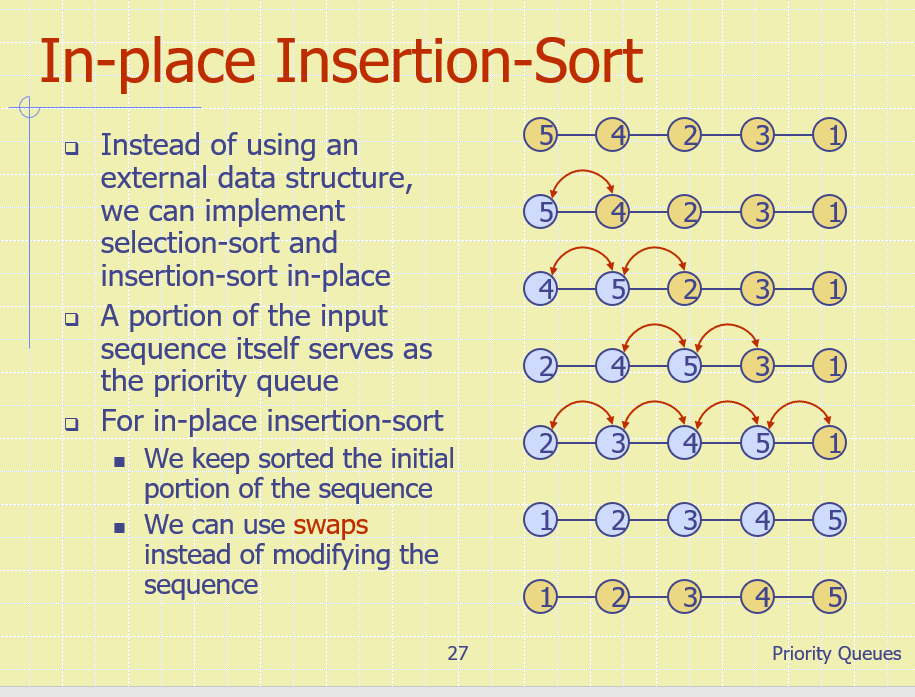 In-place Insertion-Sort
Instead of using an
external data structure,
we can implement
selection-sort and
insertion-sort in-place
A portion of the input
sequence itself serves as
the priority queue
For in-place insertion-sort
We keep sorted the initial
portion of the sequence
We can use swaps
instead of modifying the
sequence
5 4 2 3 1
5 4 2 3 1
4 5 2 3 1
2 4 5 3 1
2 3 4 5 1
1 2 3 4 5
1 2 3 4 5
27
Priority Queues